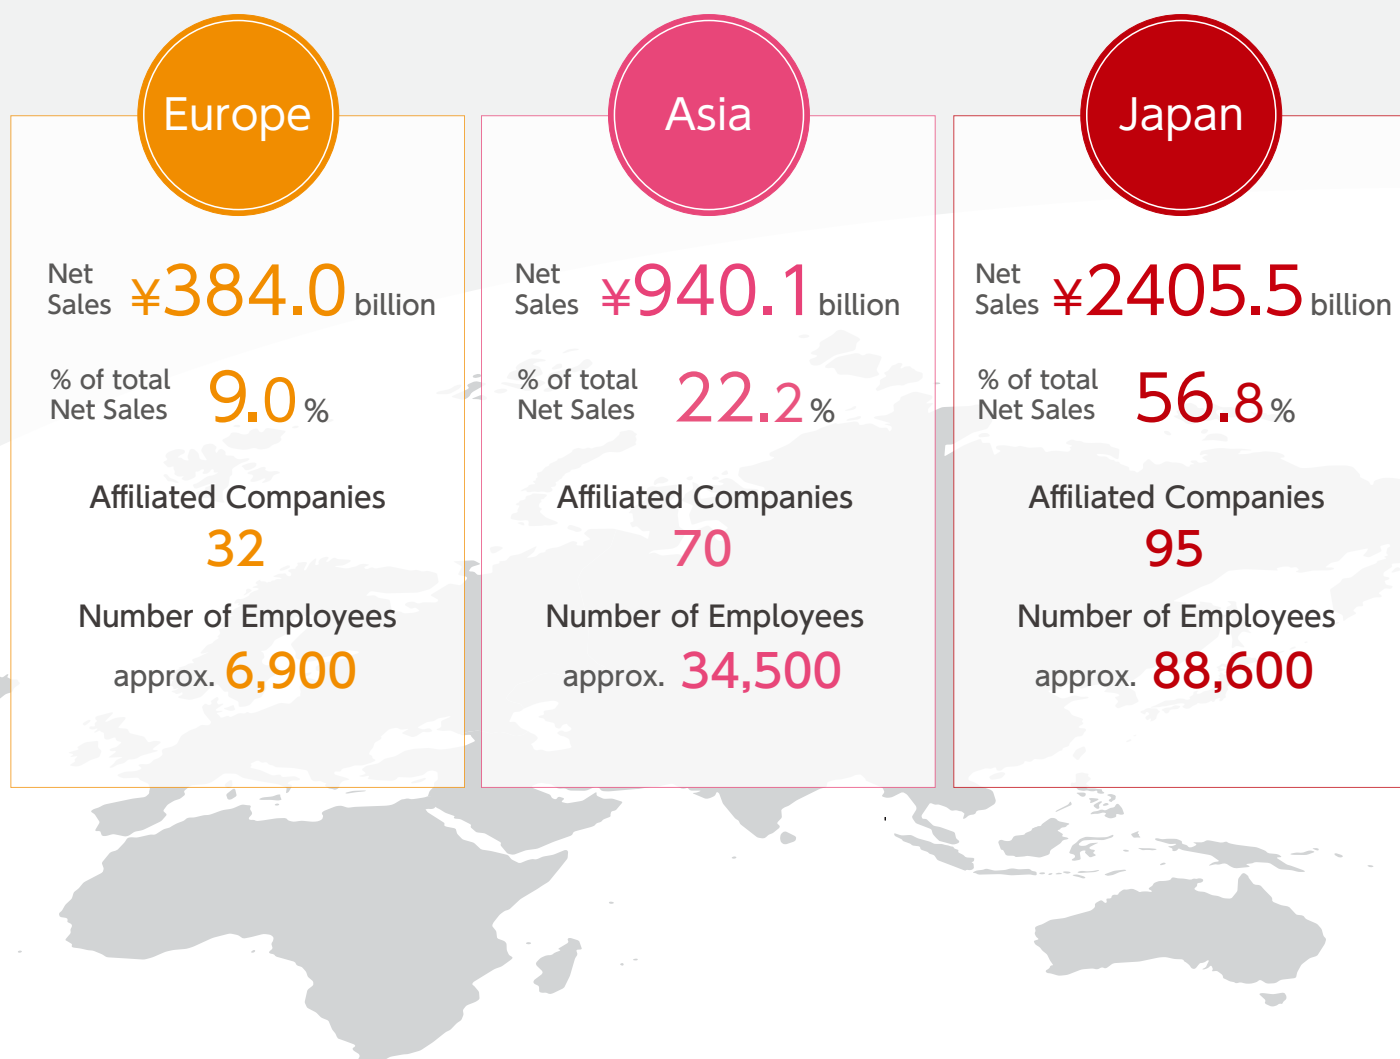 Europe
Net
Sales ¥384.0 billion
% of total
Net Sales 9.0 %
Affiliated Companies
32
Number of Employees
approx. 6,900
Asia
Net
Sales ¥940.1 billion
% of total
Net Sales 22.2 %
Affiliated Companies
70
Number of Employees
approx. 34,500
Japan
Net
Sales ¥2405.5 billion
% of total
Net Sales 56.8 %
Affiliated Companies
95
Number of Employees
approx. 88,600